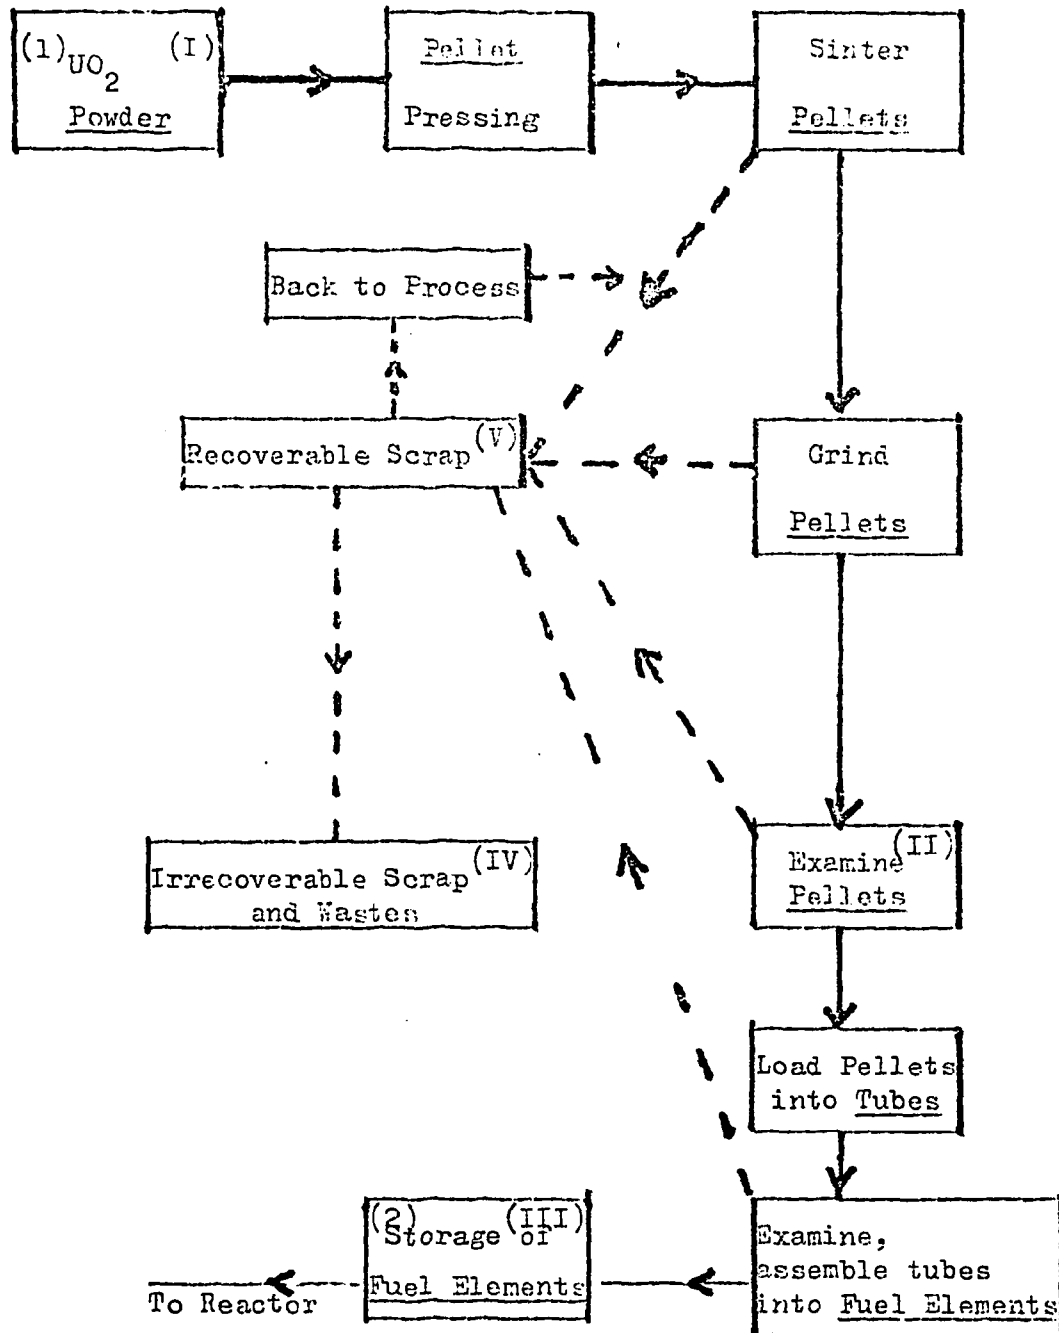 (1) UO2 (I)
Powder
Pellet
Pressing
Sinter
Pellets
Back to Process
Recoverable Scrap (V)
Grind
Pellets
Irrecoverable Scrap (IV)
and Wastes
Examine (II)
Pellets
Load Pellets
into Tubes
(2) (III)
Storage of
Fuel Elements
To Reactor
Examine,
assemble tubes
into Fuel Elements